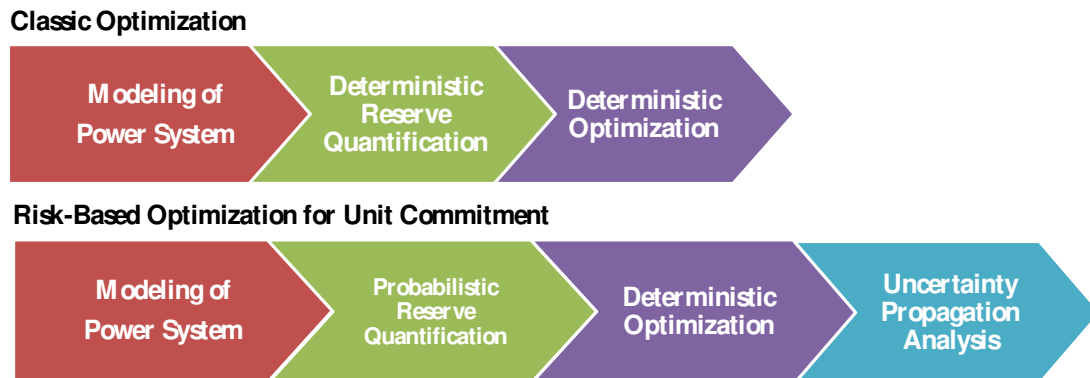 Classic Optimization
Modeling of
Power System
Deterministic
Reserve
Quantification
Deterministic
Optimization
Risk-Based Optimization for Unit Commitment
Modeling of
Power System
Probabilistic
Reserve
Quantification
Deterministic
Optimization
Uncertainty
Propagation
Analysis